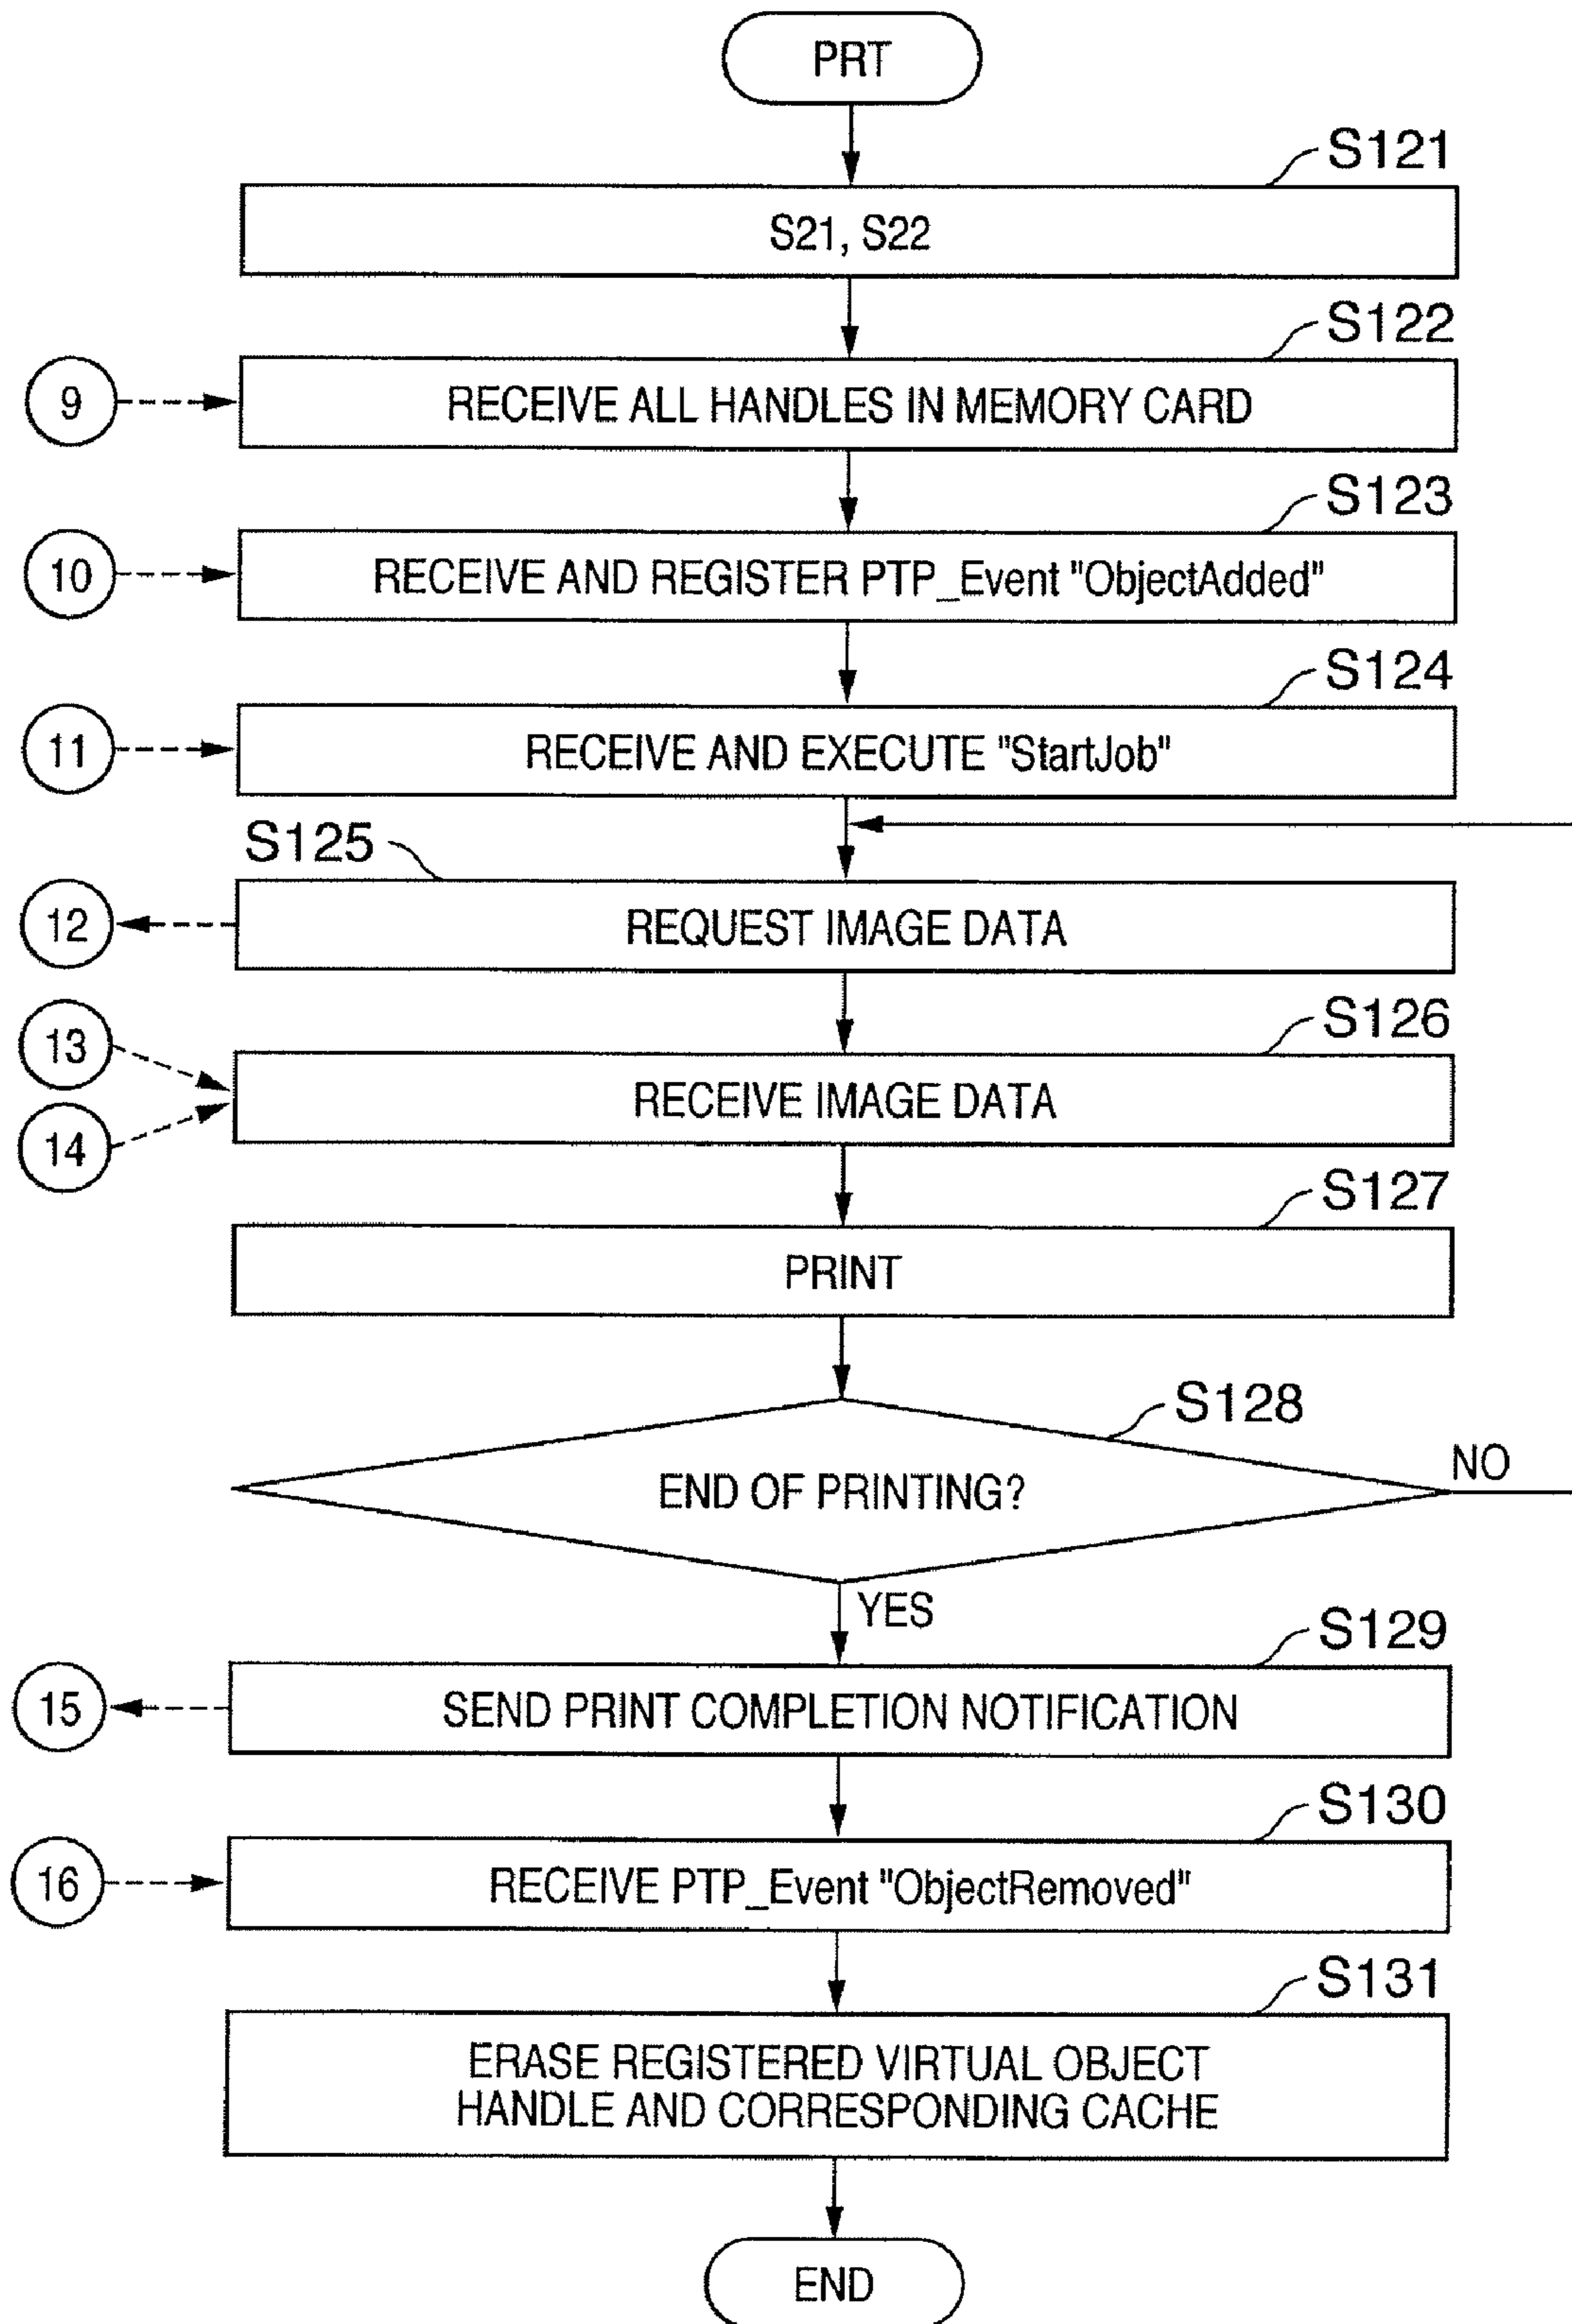 PRT
S121
S21, S22
S122
9
RECEIVE ALL HANDLES IN MEMORY CARD
S123
10
RECEIVE AND REGISTER PTP_Event "ObjectAdded"
S124
11
RECEIVE AND EXECUTE "StartJob"
S125
12
REQUEST IMAGE DATA
13
S126
RECEIVE IMAGE DATA
14
S127
PRINT
S128
END OF PRINTING?
NO
YES
S129
15
SEND PRINT COMPLETION NOTIFICATION
S130
16
RECEIVE PTP_Event "ObjectRemoved"
S131
ERASE REGISTERED VIRTUAL OBJECT
HANDLE AND CORRESPONDING CACHE
END